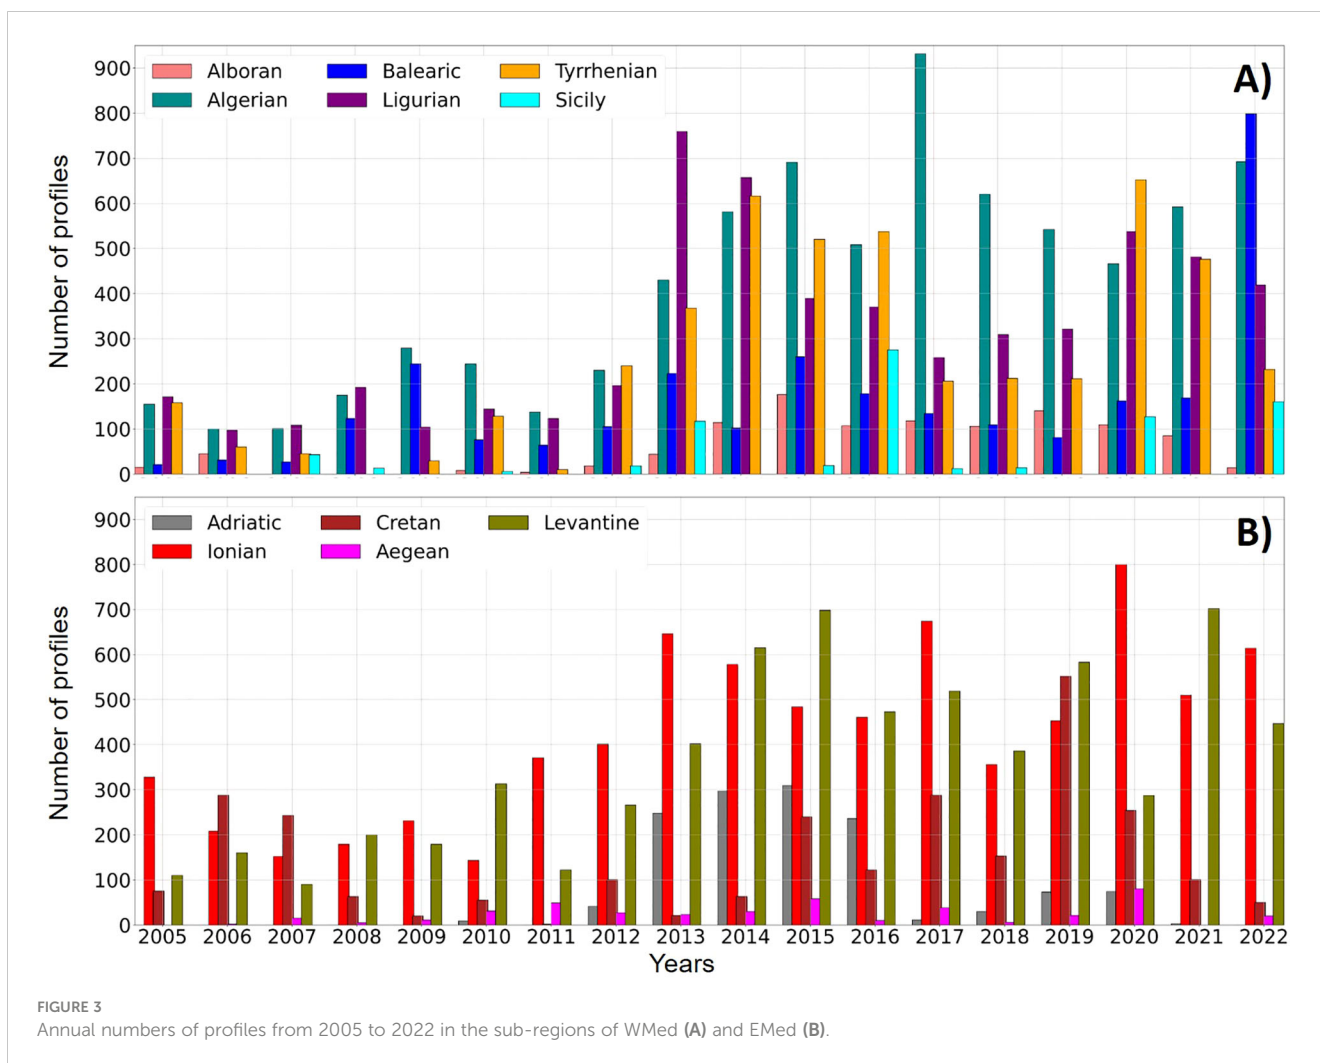 A)
Alboran Balearic Tyrrhenian
Algerian Ligurian Sicily
Number of profiles
900
800
700
600
500
400
300
200
100
0
B)
Adriatic Cretan Levantine
Ionian Aegean
Number of profiles
900
800
700
600
500
400
300
200
100
0
2005 2006 2007 2008 2009 2010 2011 2012 2013 2014 2015 2016 2017 2018 2019 2020 2021 2022
Years
FIGURE 3
Annual numbers of profiles from 2005 to 2022 in the sub-regions of WMed (A) and EMed (B).